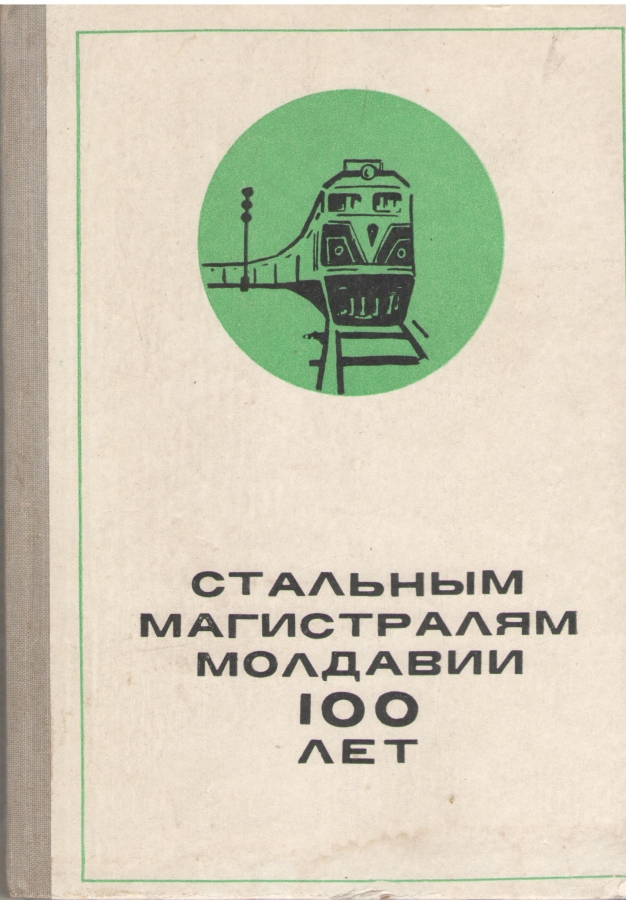 СТАЛЬНЫМ
МАГИСТРАЛЯМ
МОЛДАВИИ
100
ЛЕТ